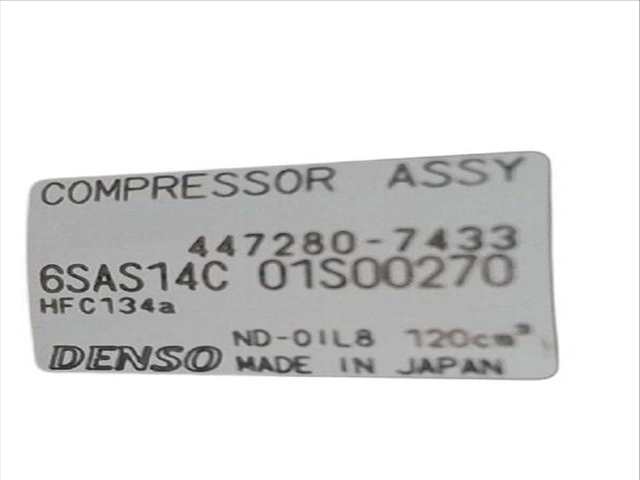 COMPRESSOR ASSY
447280-7433
6SAS14C 01S00270
HFC134a
ND-OIL8 120cm³
DENSO MADE IN JAPAN